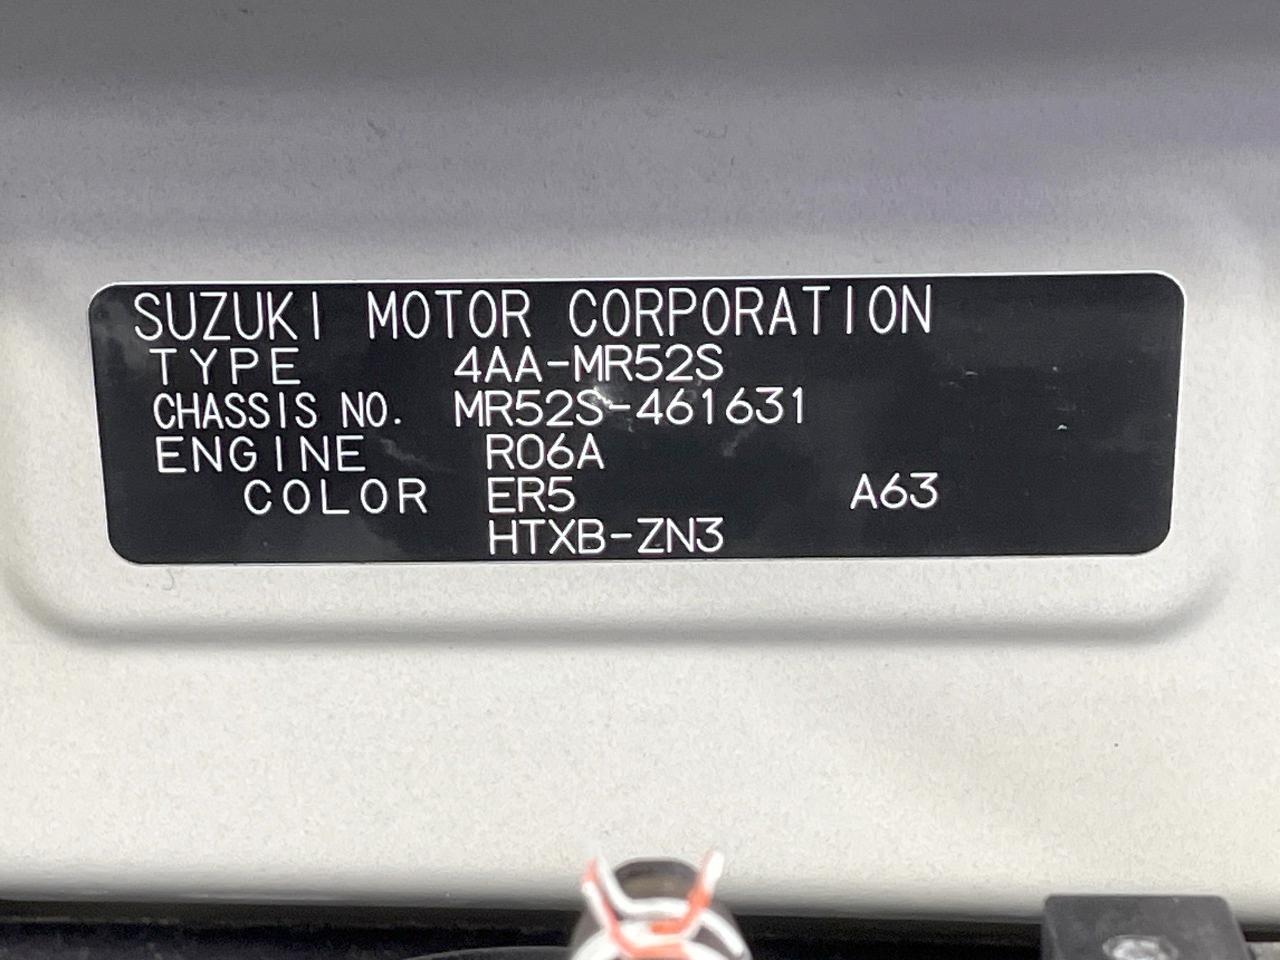 SUZUKI MOTOR CORPORATION
TYPE 4AA-MR52S
CHASSIS NO. MR52S-461631
ENGINE R06A
COLOR ER5 A63
HTXB-ZN3